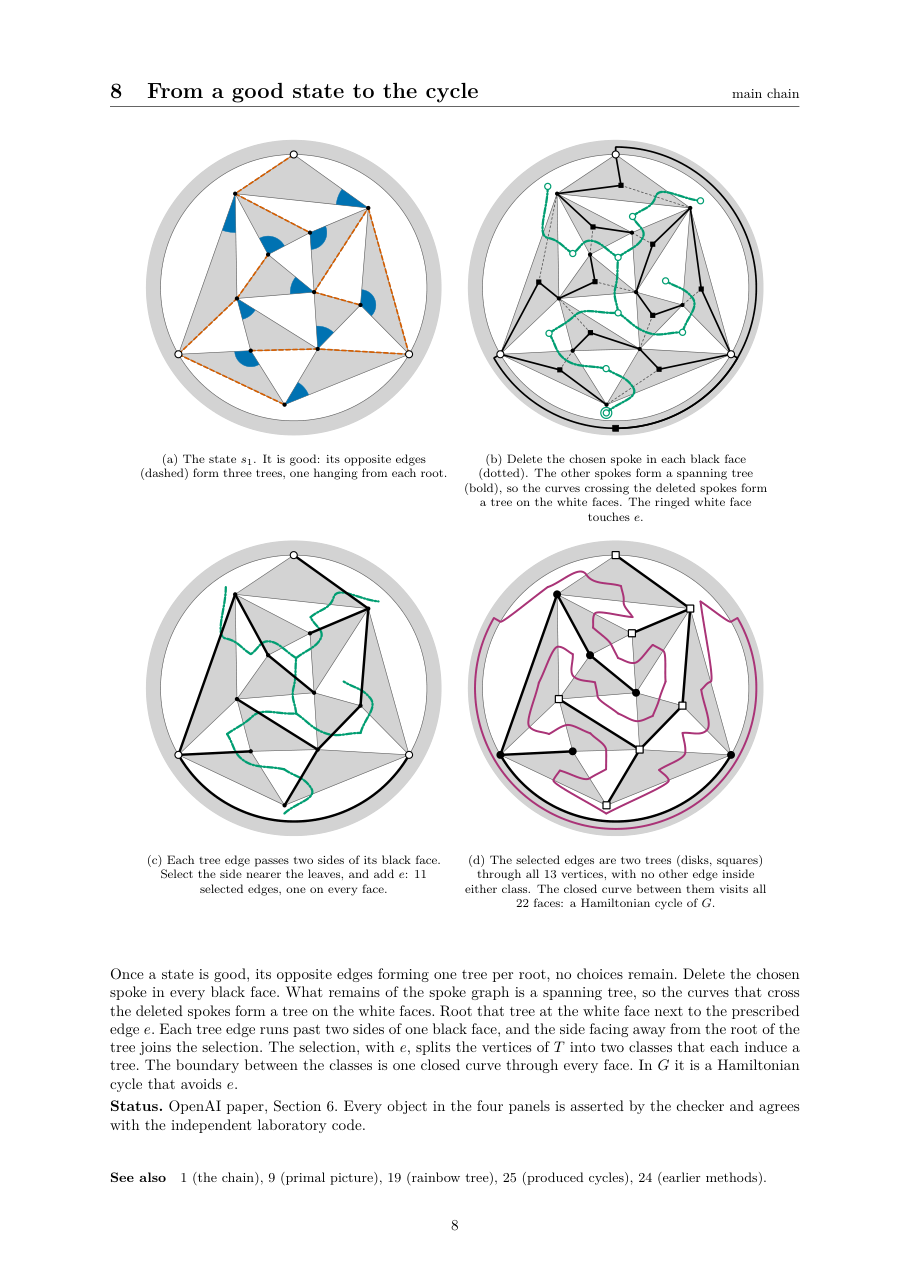 8 From a good state to the cycle
main chain
(a) The state s1. It is good: its opposite edges
(dashed) form three trees, one hanging from each root.
(b) Delete the chosen spoke in each black face
(dotted). The other spokes form a spanning tree
(bold), so the curves crossing the deleted spokes form
a tree on the white faces. The ringed white face
touches e.
(c) Each tree edge passes two sides of its black face.
Select the side nearer the leaves, and add e: 11
selected edges, one on every face.
(d) The selected edges are two trees (disks, squares)
through all 13 vertices, with no other edge inside
either class. The closed curve between them visits all
22 faces: a Hamiltonian cycle of G.
Once a state is good, its opposite edges forming one tree per root, no choices remain. Delete the chosen
spoke in every black face. What remains of the spoke graph is a spanning tree, so the curves that cross
the deleted spokes form a tree on the white faces. Root that tree at the white face next to the prescribed
edge e. Each tree edge runs past two sides of one black face, and the side facing away from the root of the
tree joins the selection. The selection, with e, splits the vertices of T into two classes that each induce a
tree. The boundary between the classes is one closed curve through every face. In G it is a Hamiltonian
cycle that avoids e.
Status. OpenAI paper, Section 6. Every object in the four panels is asserted by the checker and agrees
with the independent laboratory code.
See also 1 (the chain), 9 (primal picture), 19 (rainbow tree), 25 (produced cycles), 24 (earlier methods).
8